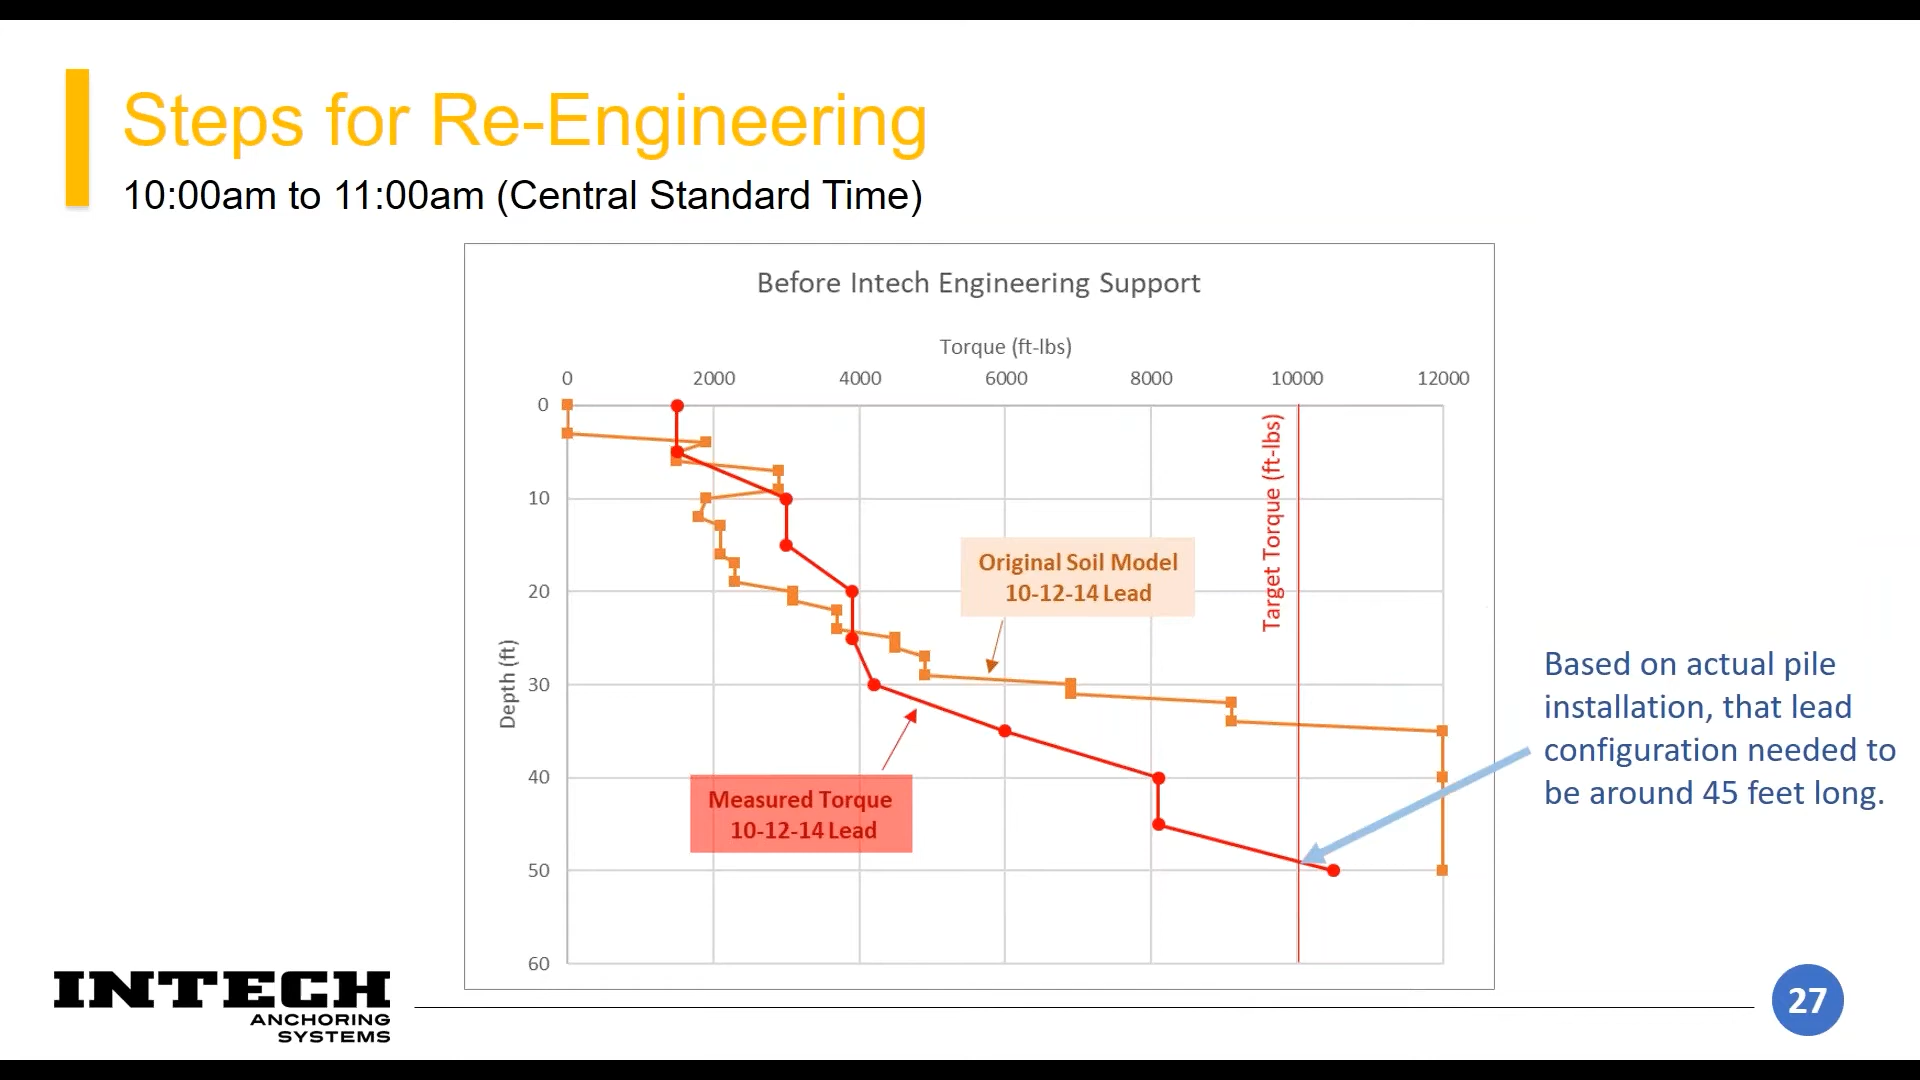 Steps for Re-Engineering
10:00am to 11:00am (Central Standard Time)
Before Intech Engineering Support
Torque (ft-lbs)
0 2000 4000 6000 8000 10000 12000
0
10
20
30
40
50
60
Depth (ft)
Target Torque (ft-lbs)
Original Soil Model
10-12-14 Lead
Measured Torque
10-12-14 Lead
Based on actual pile
installation, that lead
configuration needed to
be around 45 feet long.
INTECH
ANCHORING
SYSTEMS
27